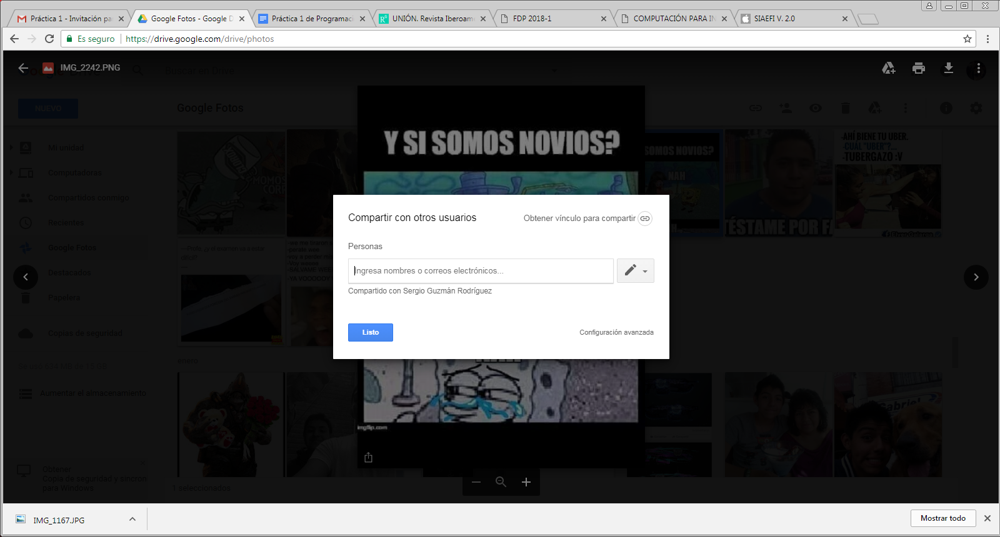 Práctica 1 - Invitación pa
Google Fotos - Google D
Práctica 1 de Programaci
UNIÓN. Revista Iberoame
FDP 2018-1
COMPUTACIÓN PARA IN
SIAEFI V. 2.0
Es seguro
https://drive.google.com/drive/photos
IMG_2242.PNG
Buscar en Drive
NUEVO
Google Fotos
Mi unidad
Computadoras
Compartidos conmigo
Recientes
Google Fotos
Destacados
Papelera
Copias de seguridad
Aumentar el almacenamiento
Obtener
Copia de seguridad y sincron
para Windows
Y SI SOMOS NOVIOS?
SOMOS NOVIOS?
NAH
-AHÍ BIENE TU UBER.
-CUÁL "UBER"?...
-TUBERGAZO :V
MOMOS
TÉSTAME POR FA
Compartir con otros usuarios
Obtener vínculo para compartir
Personas
Ingresa nombres o correos electrónicos...
Compartido con Sergio Guzmán Rodríguez
Listo
Configuración avanzada
enero
Gabriel
imgflip.com
1 seleccionados
IMG_1167.JPG
Mostrar todo